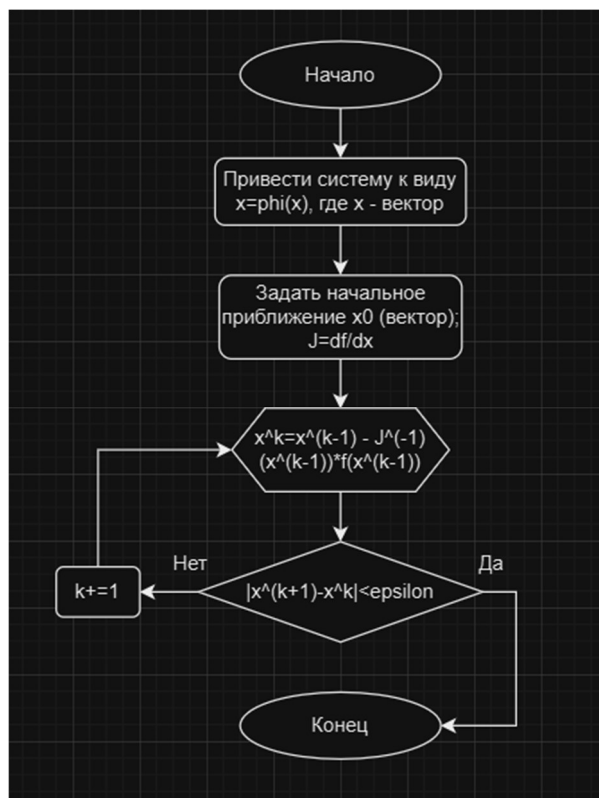 Начало
Привести систему к виду
x=phi(x), где x - вектор
Задать начальное
приближение x0 (вектор);
J=df/dx
x^k=x^(k-1) - J^(-1)
(x^(k-1))*f(x^(k-1))
Нет
Да
k+=1
|x^(k+1)-x^k|<epsilon
Конец